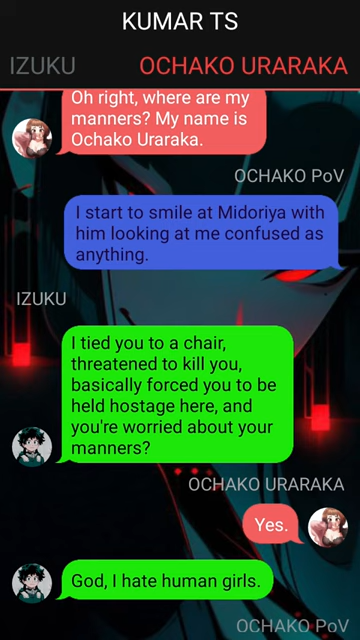 KUMAR TS
IZUKU OCHAKO URARAKA
Oh right, where are my
manners? My name is
Ochako Uraraka.
OCHAKO PoV
I start to smile at Midoriya with
him looking at me confused as
anything.
IZUKU
I tied you to a chair,
threatened to kill you,
basically forced you to be
held hostage here, and
you're worried about your
manners?
OCHAKO URARAKA
Yes.
God, I hate human girls.
OCHAKO PoV